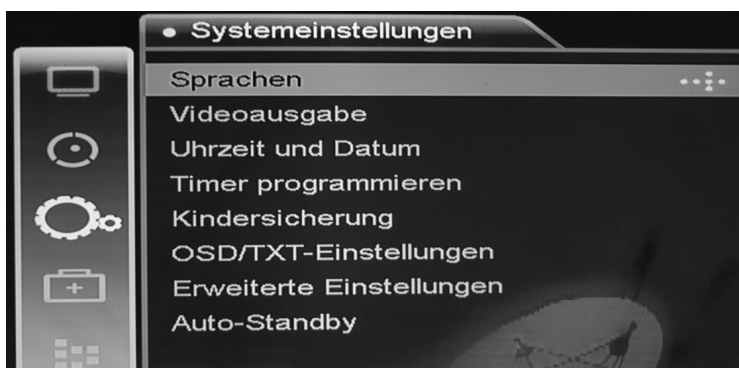 • Systemeinstellungen
Sprachen
Videoausgabe
Uhrzeit und Datum
Timer programmieren
Kindersicherung
OSD/TXT-Einstellungen
Erweiterte Einstellungen
Auto-Standby